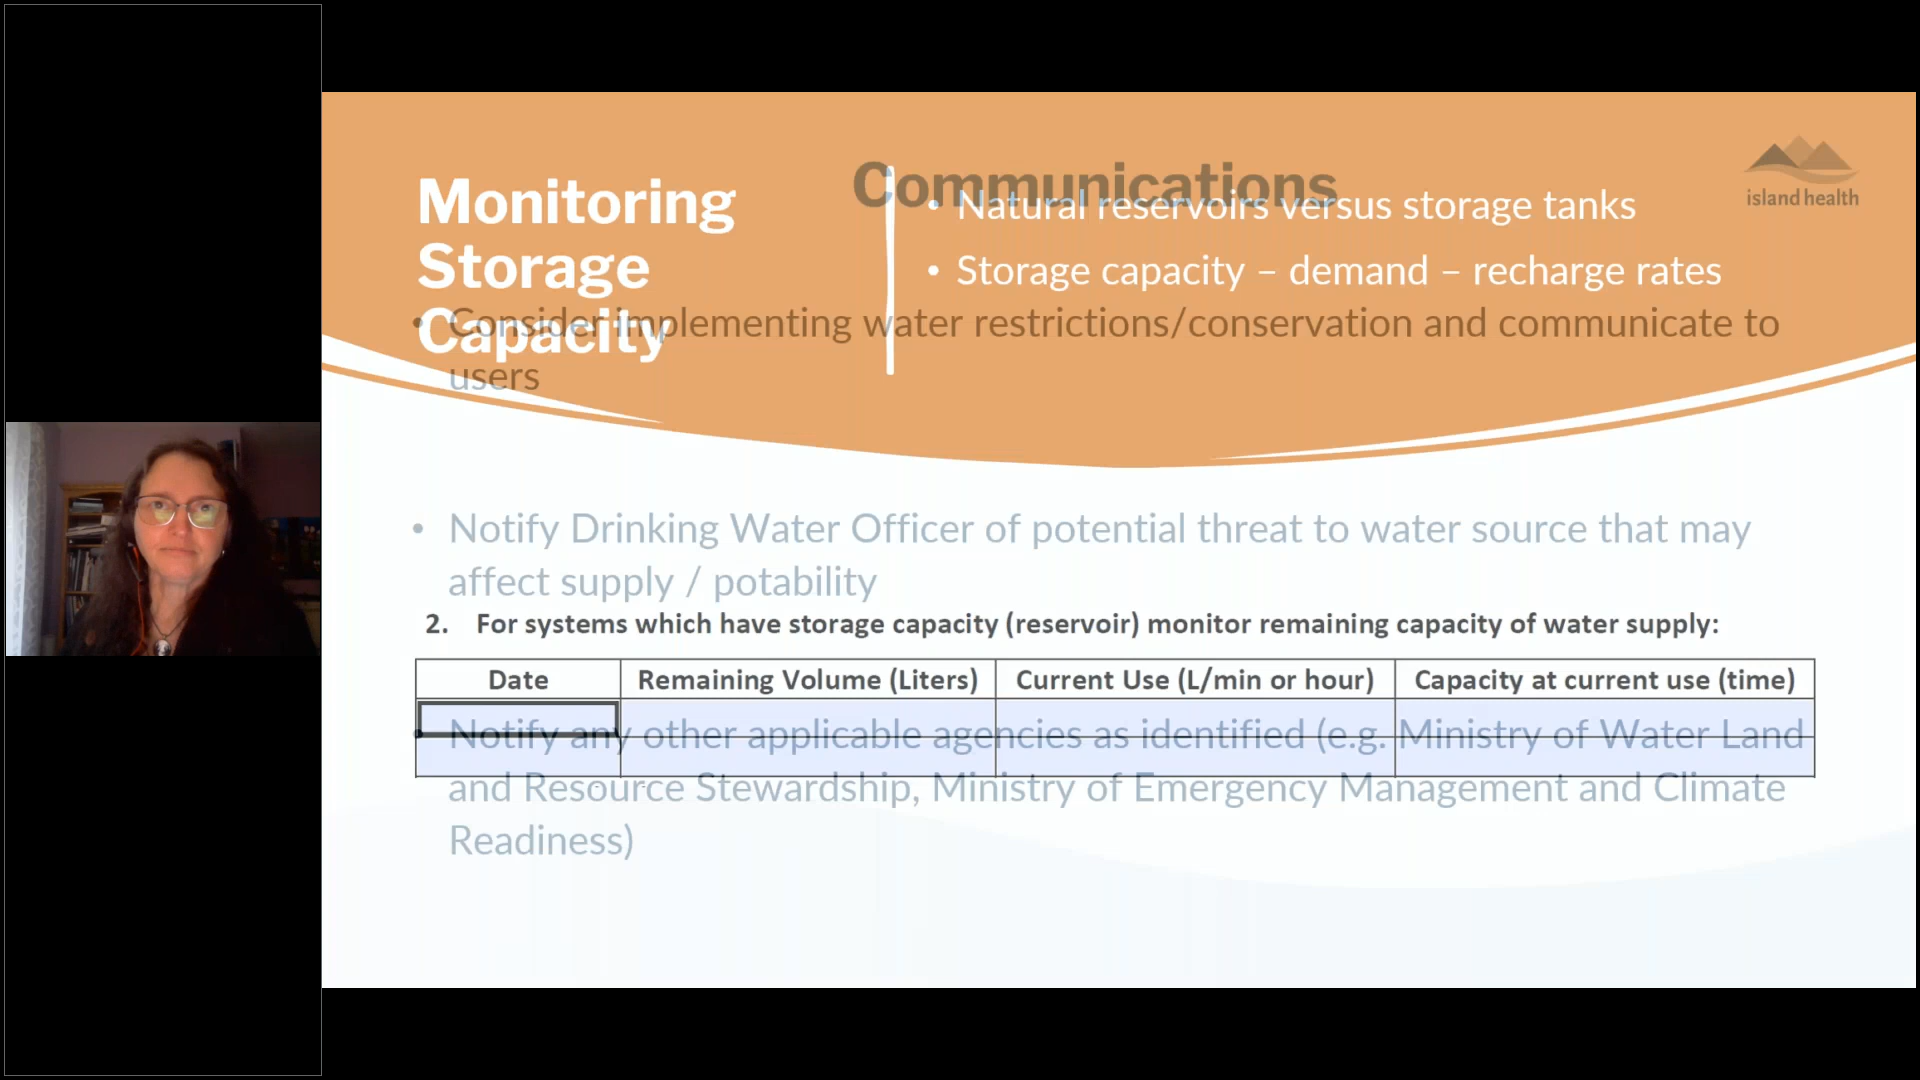 Monitoring
Storage
Capacity
• Natural reservoirs versus storage tanks
• Storage capacity – demand – recharge rates
island health
Communications
• Consider implementing water restrictions/conservation and communicate to
users
• Notify Drinking Water Officer of potential threat to water source that may
affect supply / potability
2. For systems which have storage capacity (reservoir) monitor remaining capacity of water supply:
Date Remaining Volume (Liters) Current Use (L/min or hour) Capacity at current use (time)
• Notify any other applicable agencies as identified (e.g. Ministry of Water Land
and Resource Stewardship, Ministry of Emergency Management and Climate
Readiness)